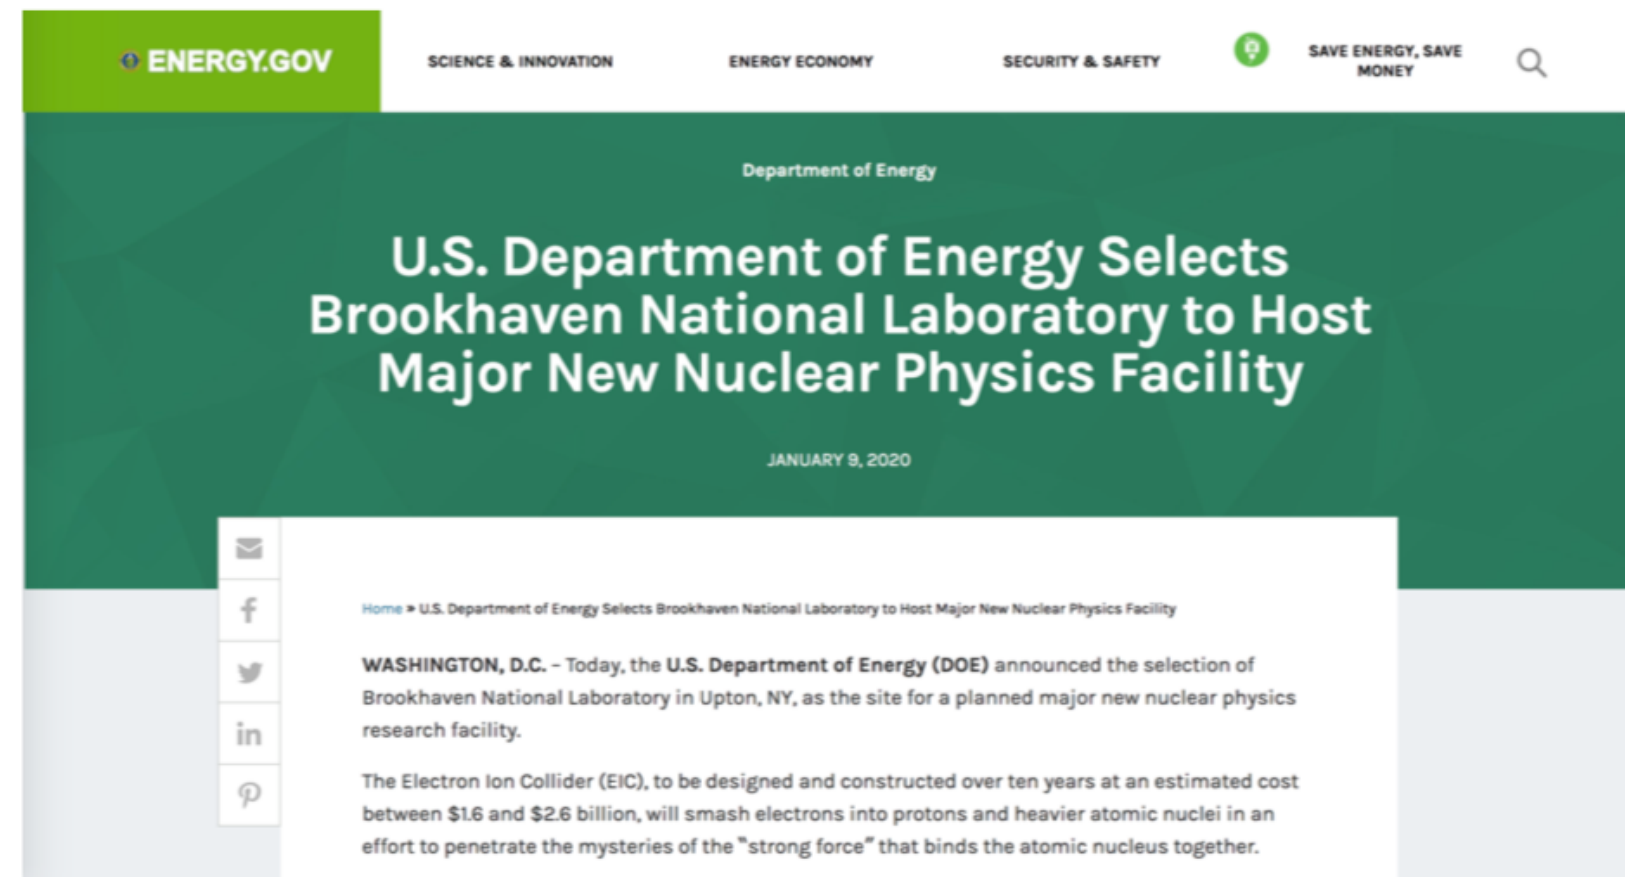 ENERGY.GOV
SCIENCE & INNOVATION
ENERGY ECONOMY
SECURITY & SAFETY
SAVE ENERGY, SAVE
MONEY
Department of Energy
U.S. Department of Energy Selects
Brookhaven National Laboratory to Host
Major New Nuclear Physics Facility
JANUARY 9, 2020
Home » U.S. Department of Energy Selects Brookhaven National Laboratory to Host Major New Nuclear Physics Facility
WASHINGTON, D.C. – Today, the U.S. Department of Energy (DOE) announced the selection of
Brookhaven National Laboratory in Upton, NY, as the site for a planned major new nuclear physics
research facility.
The Electron Ion Collider (EIC), to be designed and constructed over ten years at an estimated cost
between $1.6 and $2.6 billion, will smash electrons into protons and heavier atomic nuclei in an
effort to penetrate the mysteries of the “strong force” that binds the atomic nucleus together.